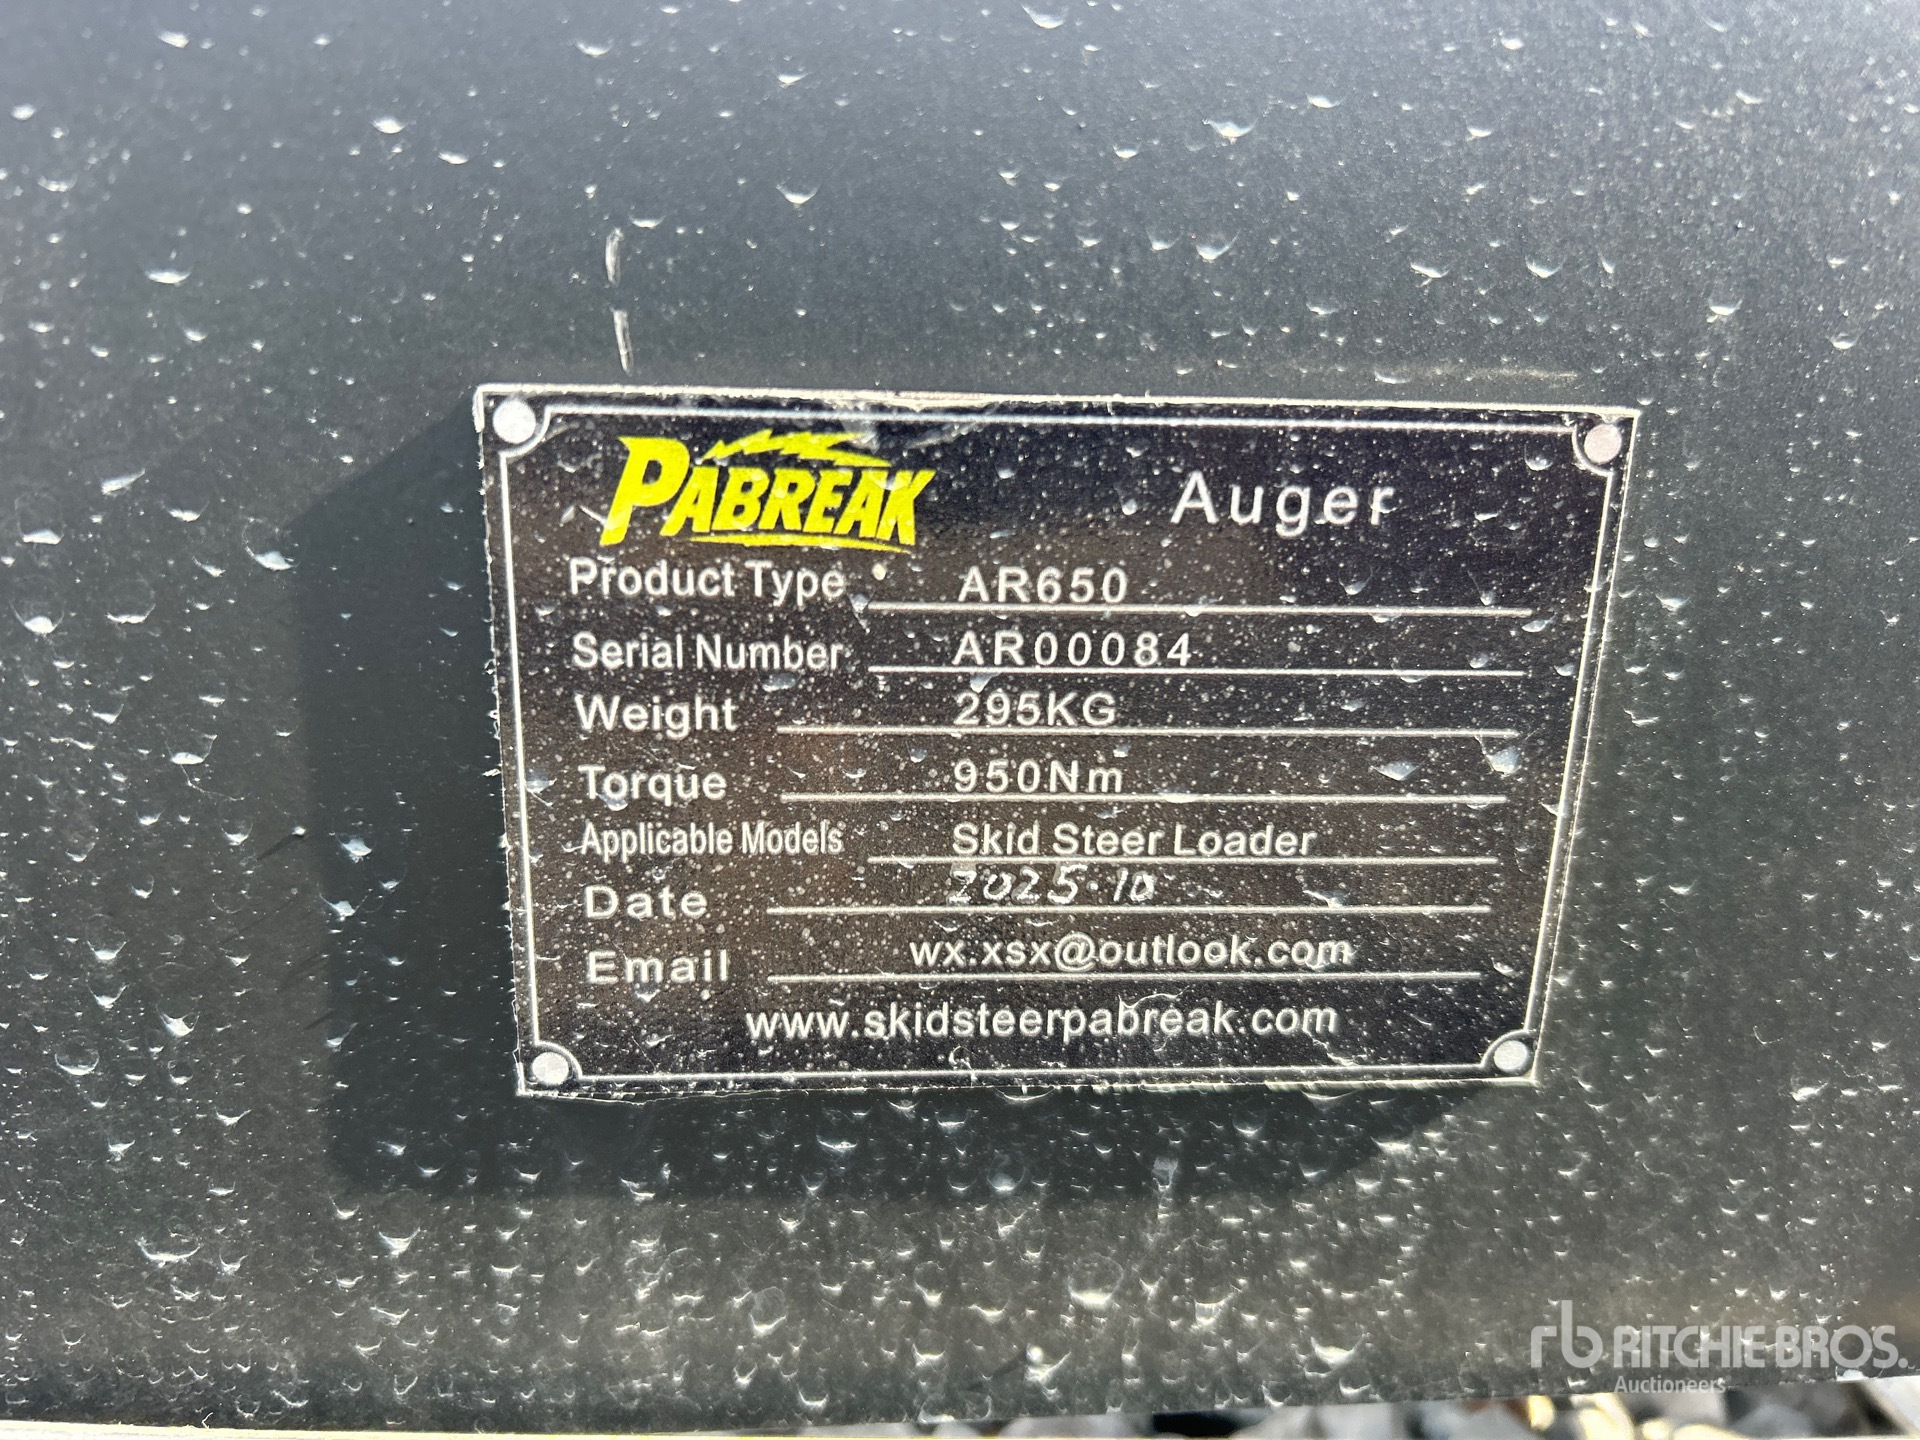 PABREAK Auger
Product Type AR650
Serial Number AR00084
Weight 295KG
Torque 950Nm
Applicable Models Skid Steer Loader
Date 2025.10
Email wx.xsx@outlook.com
www.skidsteerpabreak.com
rb RITCHIE BROS.
Auctioneers